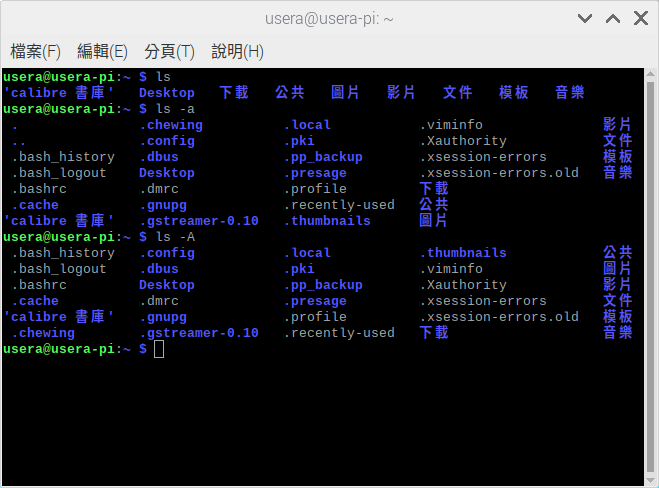 usera@usera-pi: ~
檔案(F) 編輯(E) 分頁(T) 說明(H)
usera@usera-pi:~ $ ls
'calibre 書庫' Desktop 下載 公共 圖片 影片 文件 模板 音樂
usera@usera-pi:~ $ ls -a
. .chewing .local .viminfo 影片
.. .config .pki .Xauthority 文件
.bash_history .dbus .pp_backup .xsession-errors 模板
.bash_logout Desktop .presage .xsession-errors.old 音樂
.bashrc .dmrc .profile 下載
.cache .gnupg .recently-used 公共
'calibre 書庫' .gstreamer-0.10 .thumbnails 圖片
usera@usera-pi:~ $ ls -A
.bash_history .config .local .thumbnails 公共
.bash_logout .dbus .pki .viminfo 圖片
.bashrc Desktop .pp_backup .Xauthority 影片
.cache .dmrc .presage .xsession-errors 文件
'calibre 書庫' .gnupg .profile .xsession-errors.old 模板
.chewing .gstreamer-0.10 .recently-used 下載 音樂
usera@usera-pi:~ $